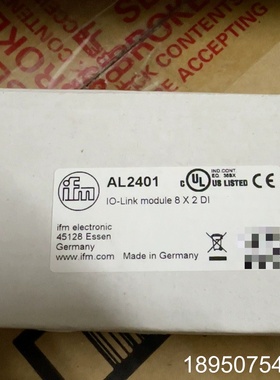 BROKEN
ifm
AL2401
IO-Link module 8 X 2 DI
C UL US LISTED
IND.CONT
EQ. 36BX
CE
ifm electronic
45128 Essen
Germany
www.ifm.com
Made in Germany
18950754